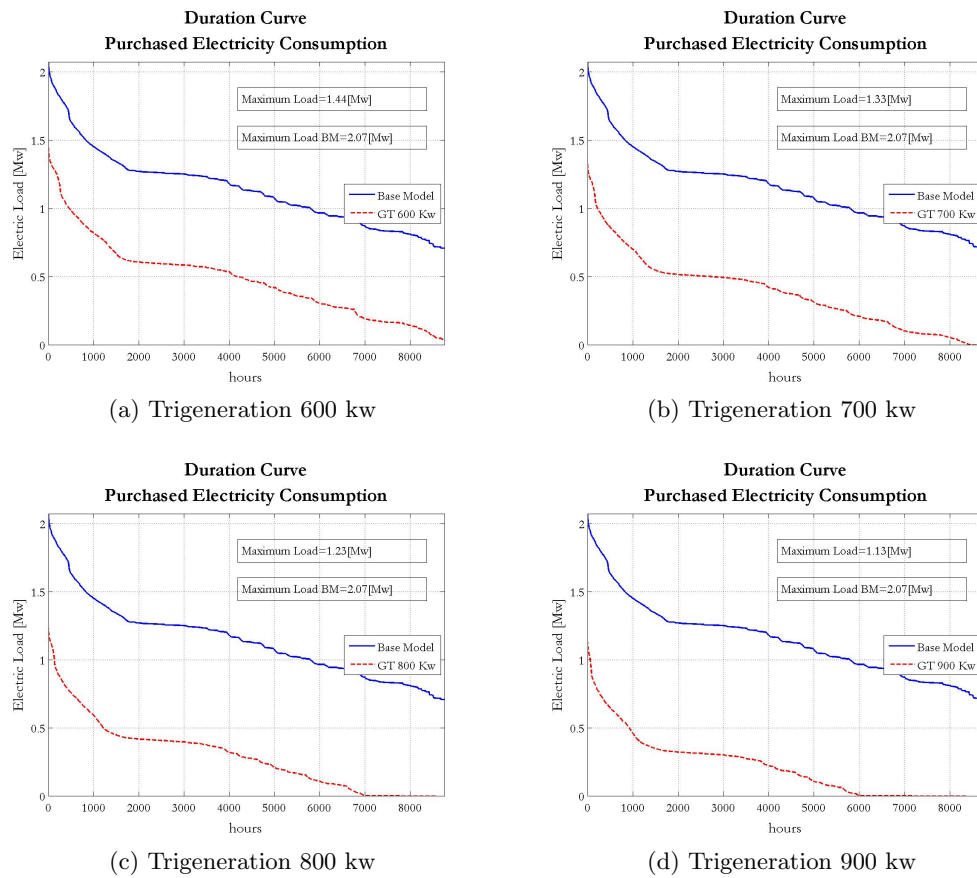 Duration Curve
Purchased Electricity Consumption
2
1.5
1
0.5
0
Electric Load [Mw]
Maximum Load=1.44[Mw]
Maximum Load BM=2.07[Mw]
Base Model
GT 600 Kw
0 1000 2000 3000 4000 5000 6000 7000 8000
hours
(a) Trigeneration 600 kw
Duration Curve
Purchased Electricity Consumption
2
1.5
1
0.5
0
Electric Load [Mw]
Maximum Load=1.33[Mw]
Maximum Load BM=2.07[Mw]
Base Model
GT 700 Kw
0 1000 2000 3000 4000 5000 6000 7000 8000
hours
(b) Trigeneration 700 kw
Duration Curve
Purchased Electricity Consumption
2
1.5
1
0.5
0
Electric Load [Mw]
Maximum Load=1.23[Mw]
Maximum Load BM=2.07[Mw]
Base Model
GT 800 Kw
0 1000 2000 3000 4000 5000 6000 7000 8000
hours
(c) Trigeneration 800 kw
Duration Curve
Purchased Electricity Consumption
2
1.5
1
0.5
0
Electric Load [Mw]
Maximum Load=1.13[Mw]
Maximum Load BM=2.07[Mw]
Base Model
GT 900 Kw
0 1000 2000 3000 4000 5000 6000 7000 8000
hours
(d) Trigeneration 900 kw